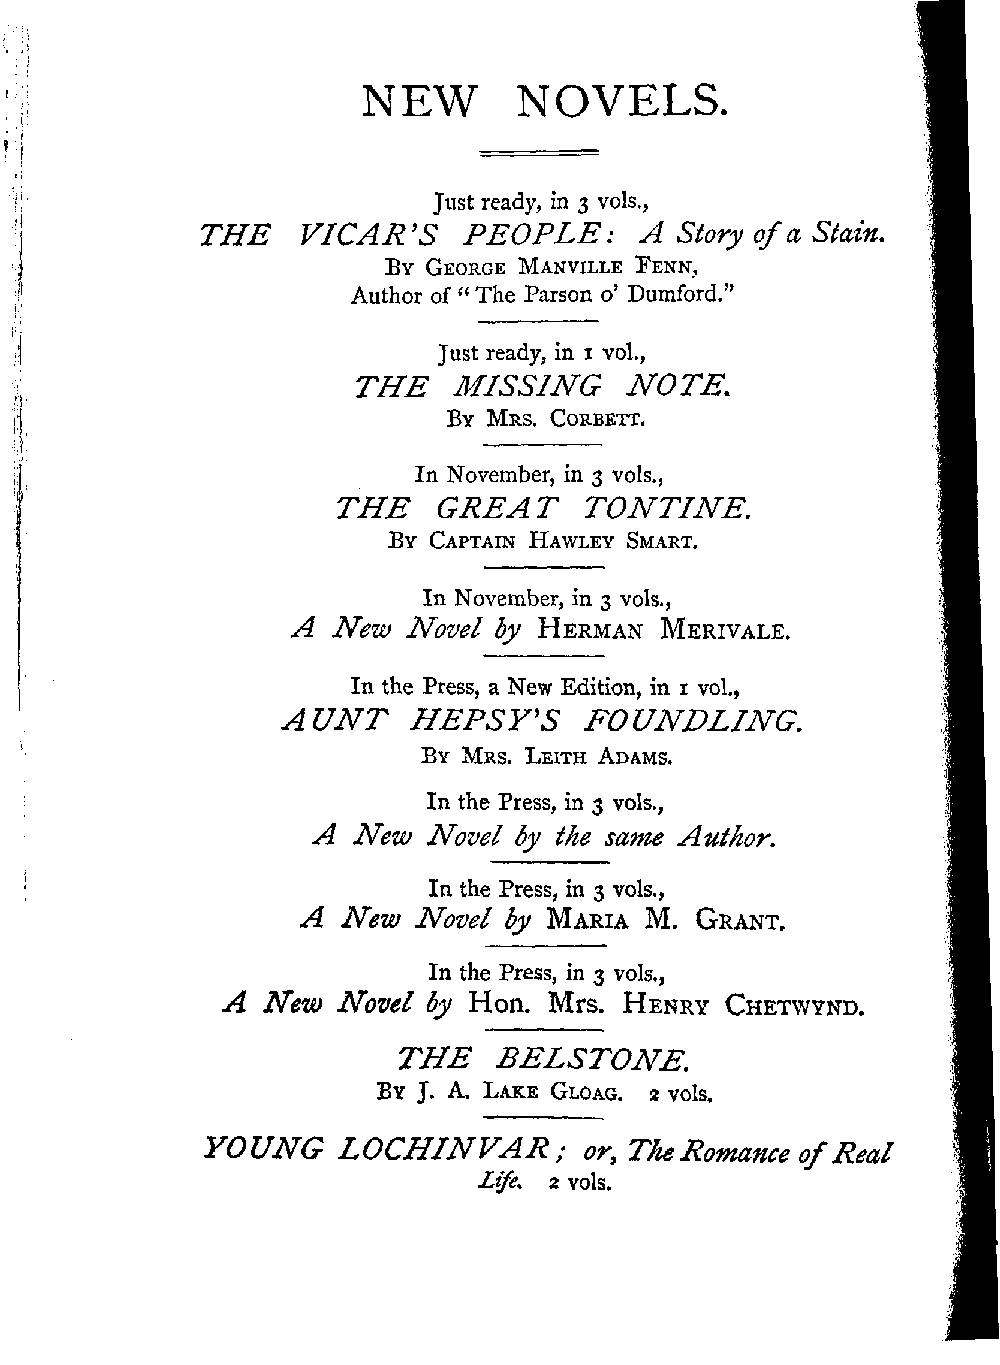 NEW NOVELS.
Just ready, in 3 vols.,
THE VICAR'S PEOPLE: A Story of a Stain.
BY GEORGE MANVILLE FENN,
Author of "The Parson o' Dumford."
Just ready, in 1 vol.,
THE MISSING NOTE.
BY MRS. CORBETT.
In November, in 3 vols.,
THE GREAT TONTINE.
BY CAPTAIN HAWLEY SMART.
In November, in 3 vols.,
A New Novel by HERMAN MERIVALE.
In the Press, a New Edition, in 1 vol.,
AUNT HEPSY'S FOUNDLING.
BY MRS. LEITH ADAMS.
In the Press, in 3 vols.,
A New Novel by the same Author.
In the Press, in 3 vols.,
A New Novel by MARIA M. GRANT.
In the Press, in 3 vols.,
A New Novel by Hon. Mrs. HENRY CHETWYND.
THE BELSTONE.
BY J. A. LAKE GLOAG. 2 vols.
YOUNG LOCHINVAR; or, The Romance of Real
Life. 2 vols.